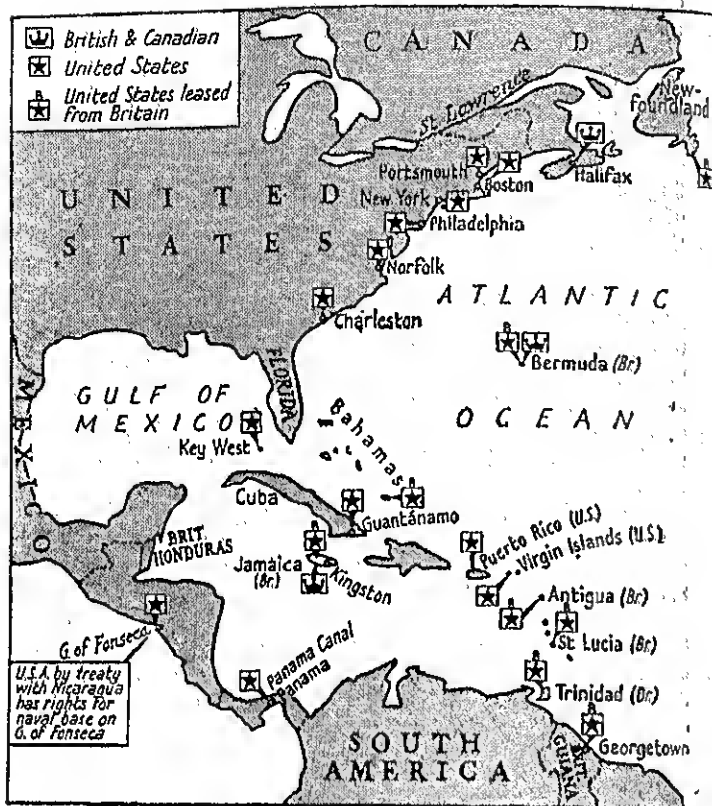 British & Canadian
United States
B
United States leased
from Britain
CANADA
St. Lawrence
New-
foundland
B
Halifax
Portsmouth
Boston
New York
Philadelphia
UNITED
STATES
Norfolk
Charleston
ATLANTIC
OCEAN
B
Bermuda (Br.)
FLORIDA
GULF OF
MEXICO
Key West
MEXICO
Bahamas
B
Cuba
Guantánamo
BRIT.
HONDURAS
B
Jamaica
(Br.)
Kingston
Puerto Rico (U.S.)
Virgin Islands (U.S.)
B
Antigua (Br.)
B
St Lucia (Br.)
G. of Fonseca
U.S.A. by treaty
with Nicaragua
has rights for
naval base on
G. of Fonseca
Panama Canal
Panama
B
Trinidad (Br.)
B
Georgetown
BRIT.
GUIANA
SOUTH
AMERICA